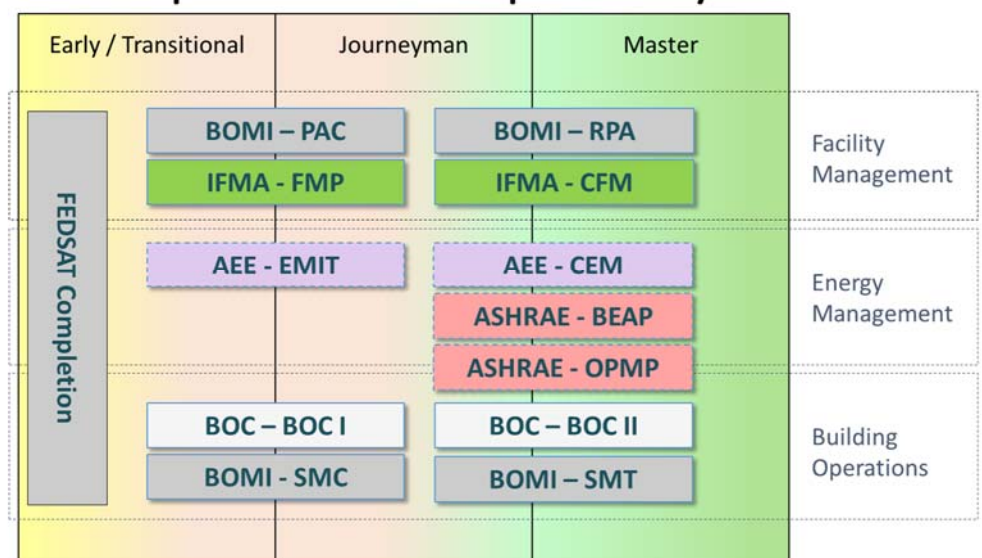 Early / Transitional
Journeyman
Master
FEDSAT Completion
BOMI – PAC
BOMI – RPA
IFMA - FMP
IFMA - CFM
Facility
Management
AEE - EMIT
AEE - CEM
ASHRAE - BEAP
ASHRAE - OPMP
Energy
Management
BOC – BOC I
BOC – BOC II
BOMI - SMC
BOMI – SMT
Building
Operations